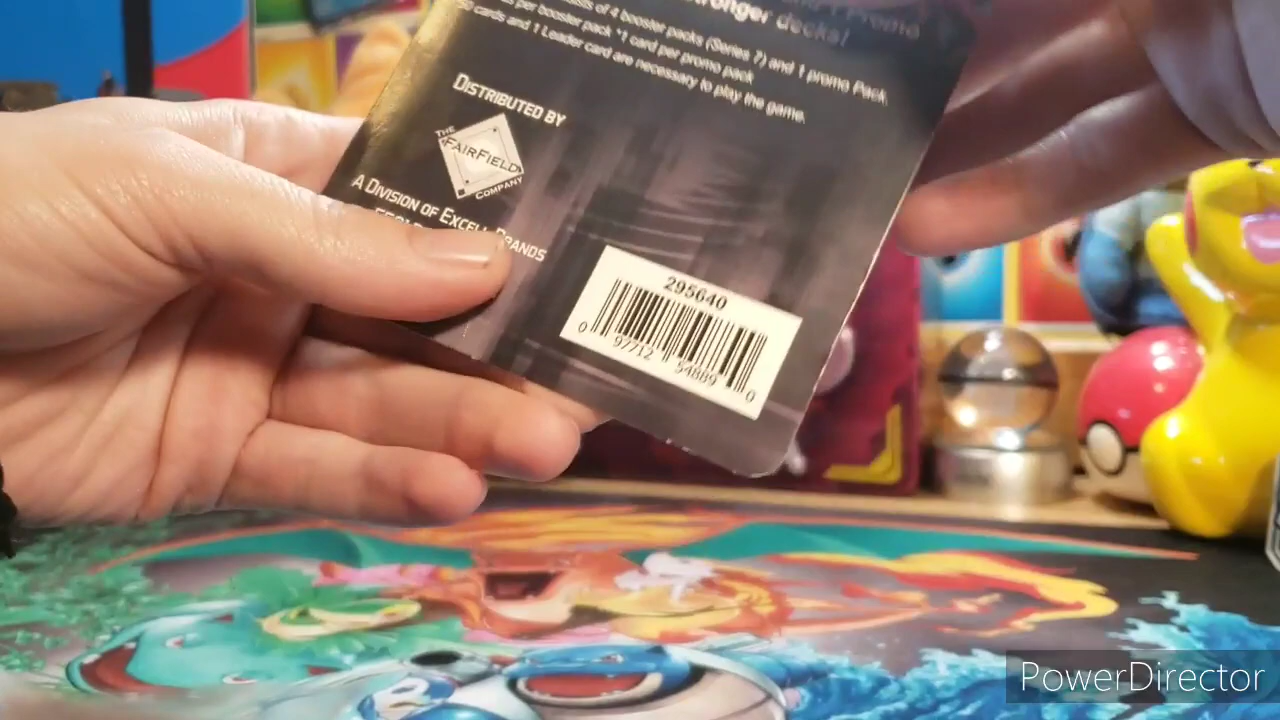 stronger decks!
of 4 booster packs (Series 7) and 1 promo Pack,
per booster pack *1 card per promo pack
cards and 1 Leader card are necessary to play the game.
DISTRIBUTED BY
THE
FAIRFIELD
COMPANY
A DIVISION OF EXCELL BRANDS
295640
0 97712 54889 0
PowerDirector